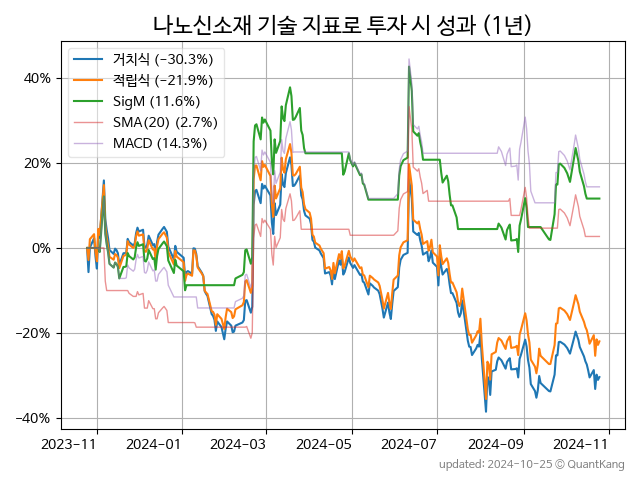 나노신소재 기술 지표로 투자 시 성과 (1년)
거치식 (−30.3%)
적립식 (−21.9%)
SigM (11.6%)
SMA(20) (2.7%)
MACD (14.3%)
40%
20%
0%
−20%
−40%
2023−11 2024−01 2024−03 2024−05 2024−07 2024−09 2024−11
updated: 2024-10-25 ⓒ QuantKang